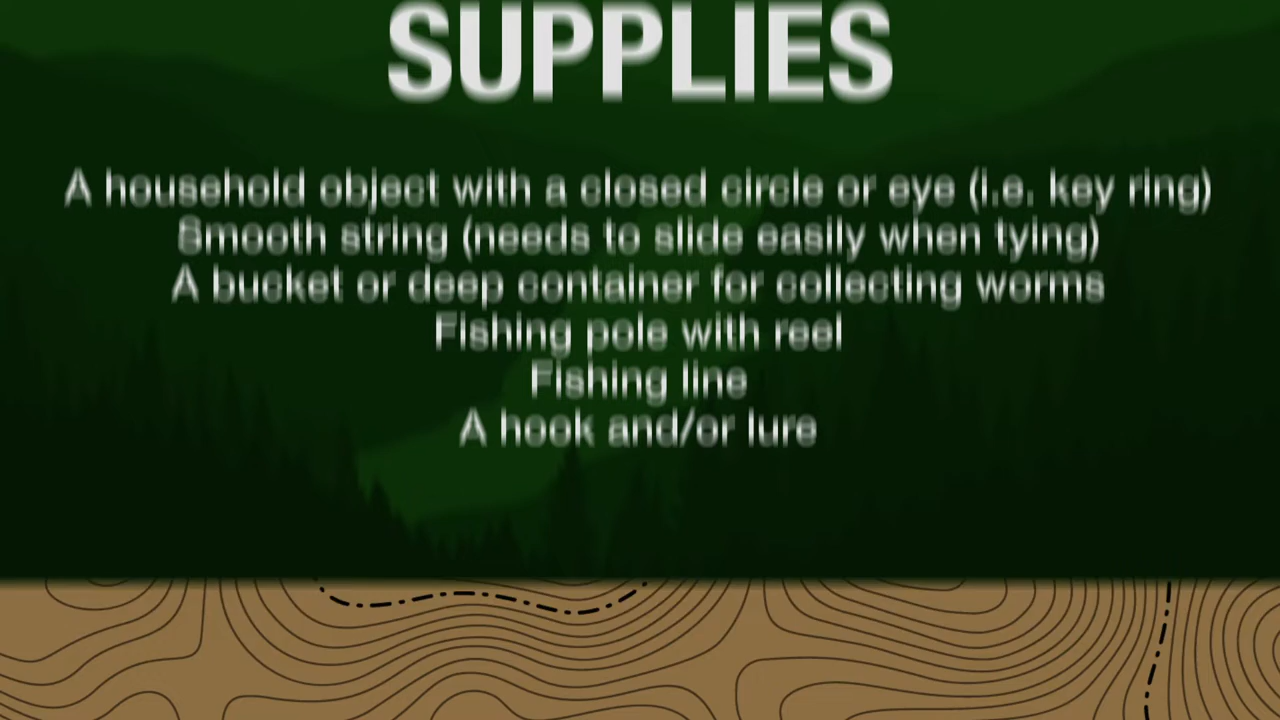 SUPPLIES
A household object with a closed circle or eye (i.e. key ring)
Smooth string (needs to slide easily when tying)
A bucket or deep container for collecting worms
Fishing pole with reel
Fishing line
A hook and/or lure